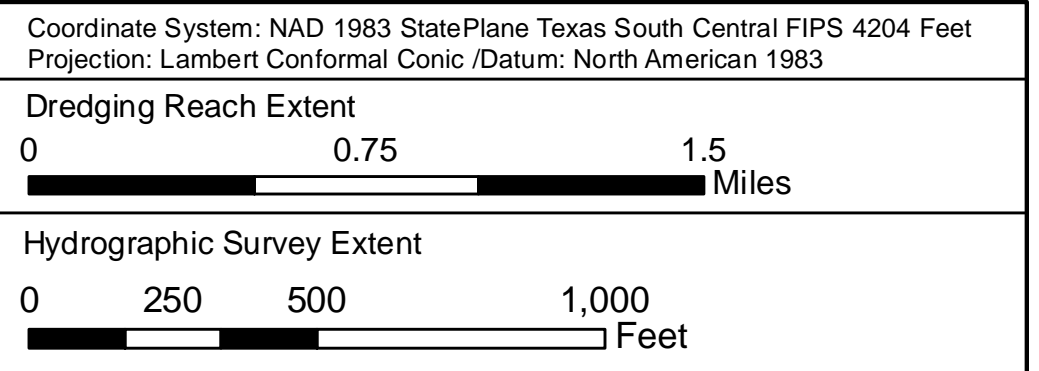 Coordinate System: NAD 1983 StatePlane Texas South Central FIPS 4204 Feet
Projection: Lambert Conformal Conic /Datum: North American 1983
Dredging Reach Extent
0 0.75 1.5
Miles
Hydrographic Survey Extent
0 250 500 1,000
Feet